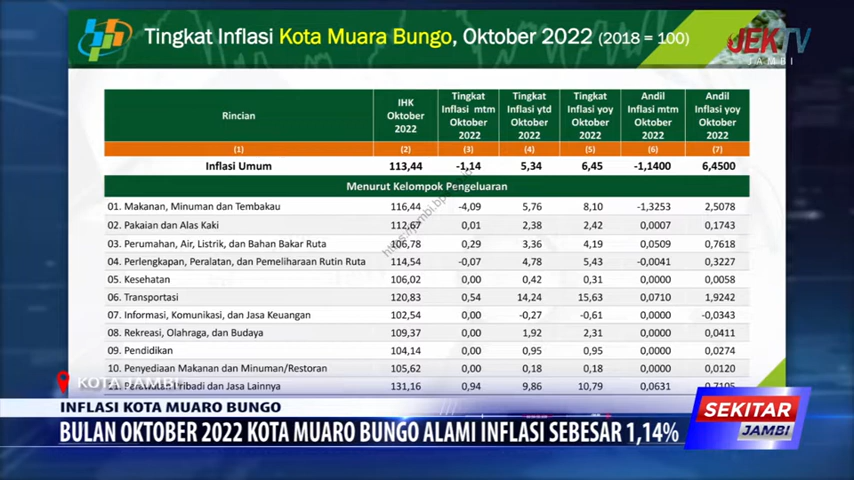 Tingkat Inflasi Kota Muara Bungo, Oktober 2022 (2018 = 100)
JEKTV
JAMBI
Rincian
IHK Oktober 2022
Tingkat Inflasi mtm Oktober 2022
Tingkat Inflasi ytd Oktober 2022
Tingkat Inflasi yoy Oktober 2022
Andil Inflasi mtm Oktober 2022
Andil Inflasi yoy Oktober 2022
(1) (2) (3) (4) (5) (6) (7)
Inflasi Umum 113,44 -1,14 5,34 6,45 -1,1400 6,4500
Menurut Kelompok Pengeluaran
01. Makanan, Minuman dan Tembakau 116,44 -4,09 5,76 8,10 -1,3253 2,5078
02. Pakaian dan Alas Kaki 112,67 0,01 2,38 2,42 0,0007 0,1743
03. Perumahan, Air, Listrik, dan Bahan Bakar Ruta 106,78 0,29 3,36 4,19 0,0509 0,7618
04. Perlengkapan, Peralatan, dan Pemeliharaan Rutin Ruta 114,54 -0,07 4,78 5,43 -0,0041 0,3227
05. Kesehatan 106,02 0,00 0,42 0,31 0,0000 0,0058
06. Transportasi 120,83 0,54 14,24 15,63 0,0710 1,9242
07. Informasi, Komunikasi, dan Jasa Keuangan 102,54 0,00 -0,27 -0,61 0,0000 -0,0343
08. Rekreasi, Olahraga, dan Budaya 109,37 0,00 1,92 2,31 0,0000 0,0411
09. Pendidikan 104,14 0,00 0,95 0,95 0,0000 0,0274
10. Penyediaan Makanan dan Minuman/Restoran 105,62 0,00 0,18 0,18 0,0000 0,0120
11. Perawatan Pribadi dan Jasa Lainnya 131,16 0,94 9,86 10,79 0,0631 0,7105
KOTA JAMBI
INFLASI KOTA MUARO BUNGO
BULAN OKTOBER 2022 KOTA MUARO BUNGO ALAMI INFLASI SEBESAR 1,14%
SEKITAR
JAMBI